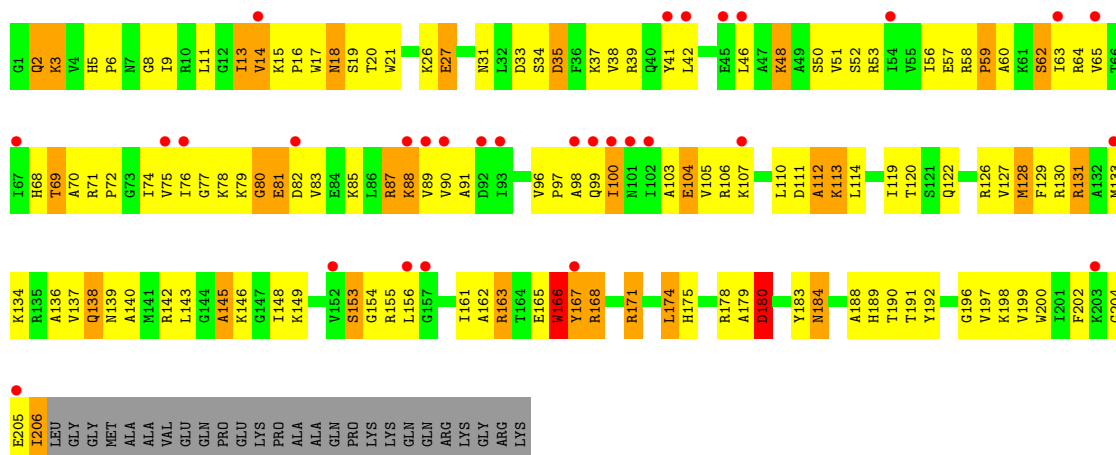 G1 Q2 K3 V4 H5 P6 N7 G8 I9 R10 L11 G12 I13 V14 K15 P16 W17 N18 S19 T20 W21 K26 E27 N31 L32 D33 S34 D35 F36 K37 V38 R39 Q40 Y41 L42 E45 L46 A47 K48 A49 S50 V51 S52 R53 I54 V55 I56 E57 R58 P59 A60 K61 S62 I63 R64 V65 T66
I67 H68 T69 A70 R71 P72 G73 I74 V75 I76 G77 K78 K79 G80 E81 D82 V83 E84 K85 L86 R87 K88 V89 V90 A91 D92 I93 V96 P97 A98 Q99 I100 N101 I102 A103 E104 V105 R106 K107 L110 D111 A112 K113 L114 I119 T120 S121 Q122 R126 V127 M128 F129 R130 R131 A132 M133
K134 R135 A136 V137 Q138 N139 A140 M141 R142 L143 G144 A145 K146 G147 I148 K149 V152 S153 G154 R155 L156 G157 I161 A162 R163 T164 E165 W166 Y167 R168 R171 L174 H175 R178 A179 D180 Y183 N184 A188 H189 T190 T191 Y192 G196 V197 K198 V199 W200 I201 F202 K203 G204
E205 I206 LEU GLY GLY MET ALA ALA VAL GLU GLN PRO GLU LYS PRO ALA ALA GLN PRO LYS LYS GLN GLN ARG LYS GLY ARG LYS